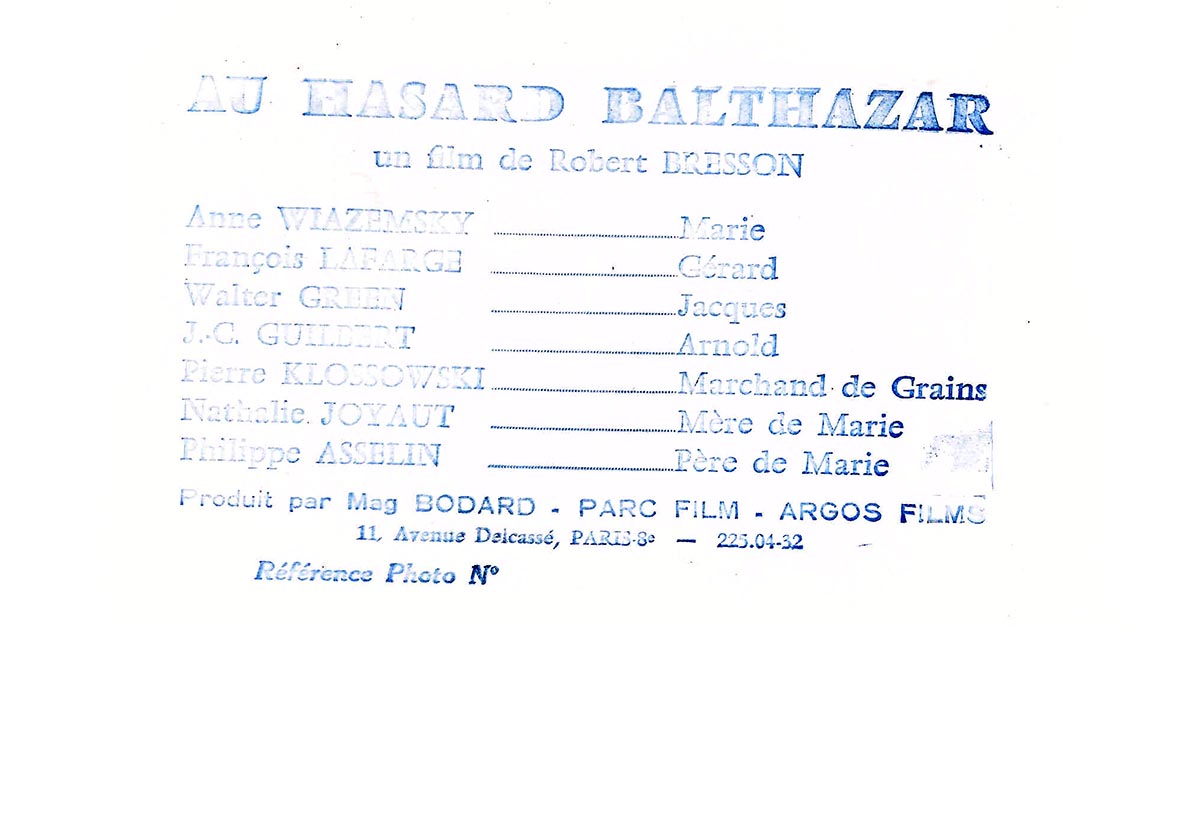 AU HASARD BALTHAZAR
un film de Robert BRESSON
Anne WIAZEMSKY ........................ Marie
François LAFARGE ........................ Gérard
Walter GREEN ........................ Jacques
J.-C. GUILBERT ........................ Arnold
Pierre KLOSSOWSKI ........................ Marchand de Grains
Nathalie JOYAUT ........................ Mère de Marie
Philippe ASSELIN ........................ Père de Marie
Produit par Mag BODARD - PARC FILM - ARGOS FILMS
11, Avenue Delcassé, PARIS-8e — 225.04-32
Référence Photo N°